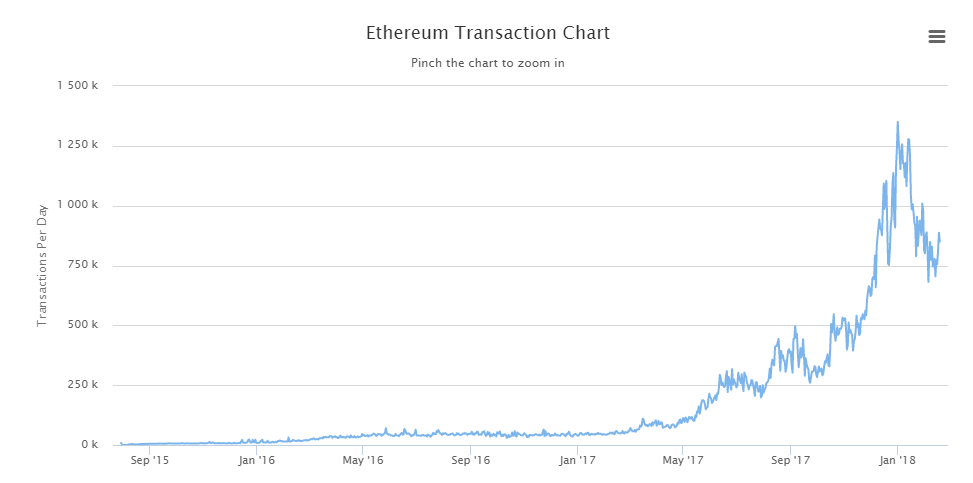 Ethereum Transaction Chart
Pinch the chart to zoom in
Transactions Per Day
1 500 k
1 250 k
1 000 k
750 k
500 k
250 k
0 k
Sep '15
Jan '16
May '16
Sep '16
Jan '17
May '17
Sep '17
Jan '18